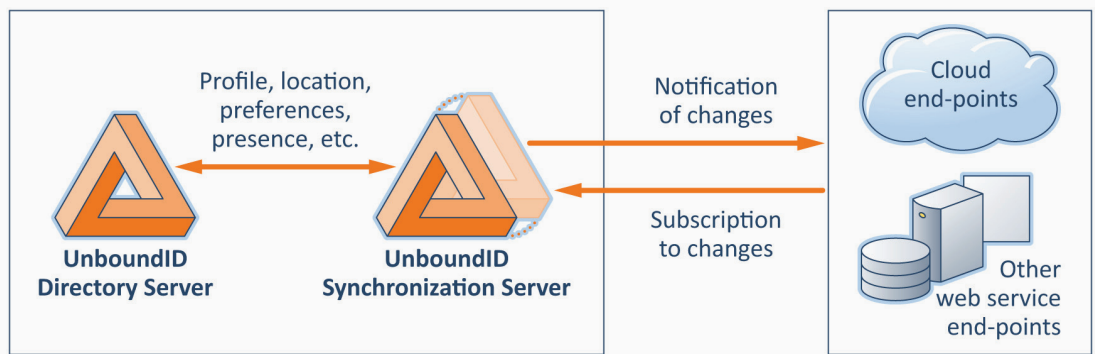 Profile, location,
preferences,
presence, etc.
UnboundID
Directory Server
UnboundID
Synchronization Server
Notification
of changes
Subscription
to changes
Cloud
end-points
Other
web service
end-points